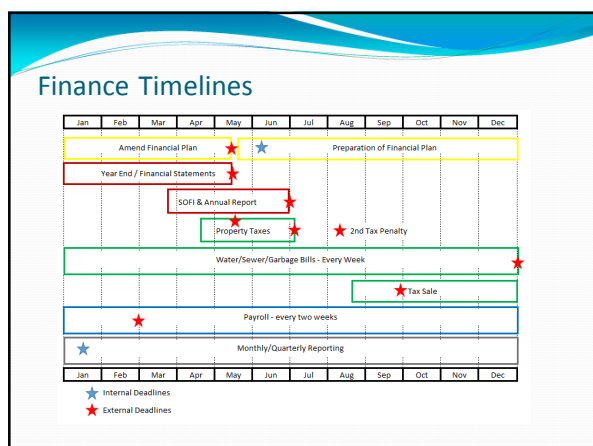 Finance Timelines
Jan Feb Mar Apr May Jun Jul Aug Sep Oct Nov Dec
Amend Financial Plan Preparation of Financial Plan
Year End / Financial Statements
SOFI & Annual Report
Property Taxes 2nd Tax Penalty
Water/Sewer/Garbage Bills - Every Week
Tax Sale
Payroll - every two weeks
Monthly/Quarterly Reporting
Jan Feb Mar Apr May Jun Jul Aug Sep Oct Nov Dec
Internal Deadlines
External Deadlines